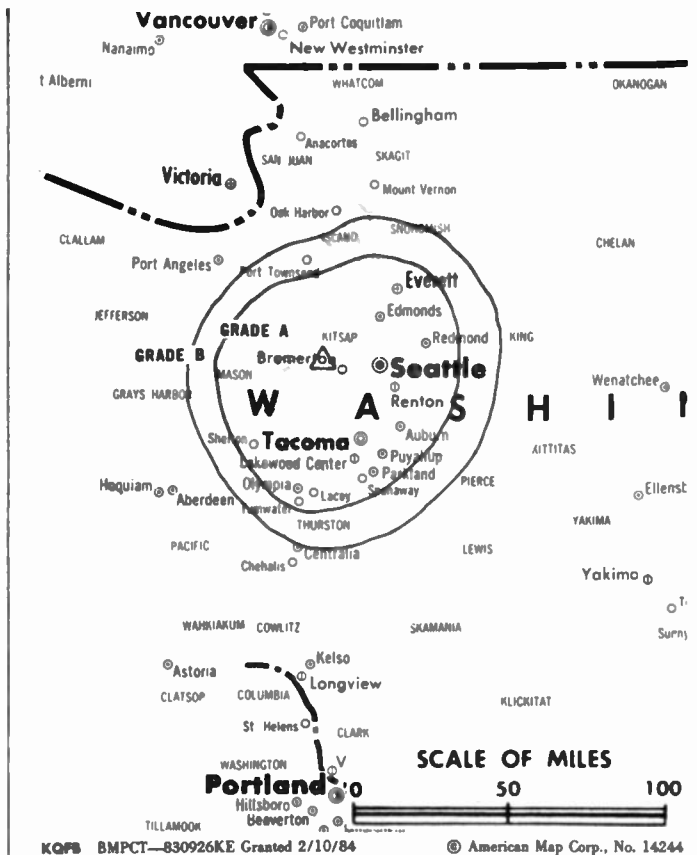 Vancouver
Port Coquitlam
Nanaimo
New Westminster
t Alberni
WHATCOM
OKANOGAN
Bellingham
Anacortes
SAN JUAN
SKAGIT
Victoria
Mount Vernon
Oak Harbor
SNOHOMISH
ISLAND
CLALLAM
CHELAN
Port Angeles
Port Townsend
Everett
Edmonds
JEFFERSON
GRADE A
KITSAP
Redmond
KING
GRADE B
Bremerton
Seattle
MASON
Wenatchee
GRAYS HARBOR
W A S H I
Renton
Auburn
Shelton
Tacoma
KITTITAS
Lakewood Center
Puyallup
Parkland
Olympia
Spanaway
PIERCE
Hoquiam
Aberdeen
Lacey
Ellensb
Tumwater
THURSTON
YAKIMA
PACIFIC
Centralia
LEWIS
Chehalis
Yakima
T
Sunny
WAHKIAKUM
COWLITZ
SKAMANIA
Kelso
Astoria
Longview
CLATSOP
COLUMBIA
KLICKITAT
St Helens
CLARK
WASHINGTON
V
SCALE OF MILES
Portland
0 50 100
Hillsboro
Beaverton
TILLAMOOK
KQFB BMPCT—830926KE Granted 2/10/84
© American Map Corp., No. 14244